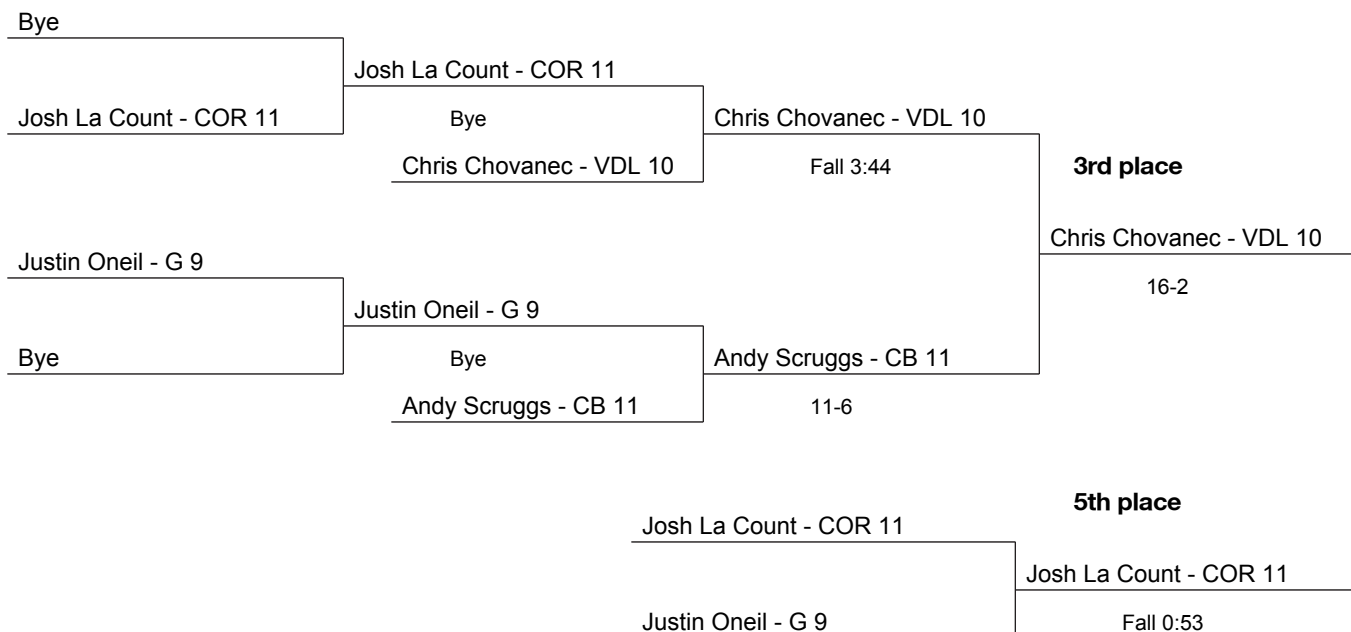 Bye
Josh La Count - COR 11
Josh La Count - COR 11
Bye
Chris Chovanec - VDL 10
Chris Chovanec - VDL 10
Fall 3:44
3rd place
Chris Chovanec - VDL 10
16-2
Justin Oneil - G 9
Justin Oneil - G 9
Bye
Bye
Andy Scruggs - CB 11
Andy Scruggs - CB 11
11-6
5th place
Josh La Count - COR 11
Josh La Count - COR 11
Justin Oneil - G 9
Fall 0:53